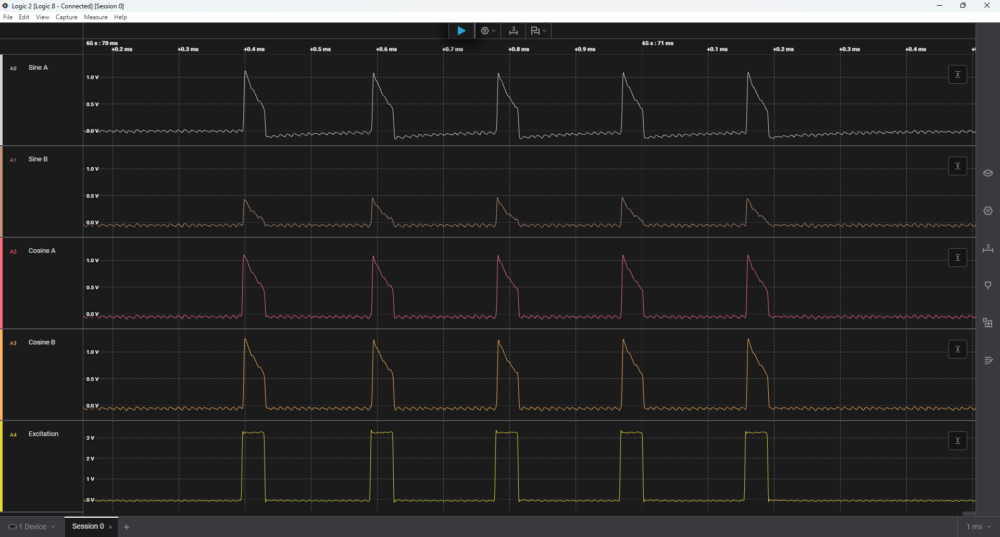 Logic 2 [Logic 8 - Connected] [Session 0]
File Edit View Capture Measure Help
3
65 s : 70 ms 65 s : 71 ms
+0.2 ms +0.3 ms +0.4 ms +0.5 ms +0.6 ms +0.7 ms +0.8 ms +0.9 ms +0.1 ms +0.2 ms +0.3 ms +0.4 ms
A0 Sine A
1.0 V
0.5 V
0.0 V
A1 Sine B
1.0 V
0.5 V
0.0 V
A2 Cosine A
1.0 V
0.5 V
0.0 V
A3 Cosine B
1.0 V
0.5 V
0.0 V
A4 Excitation
3 V
2 V
1 V
0 V
1F
3
1 Device Session 0 × + 1 ms